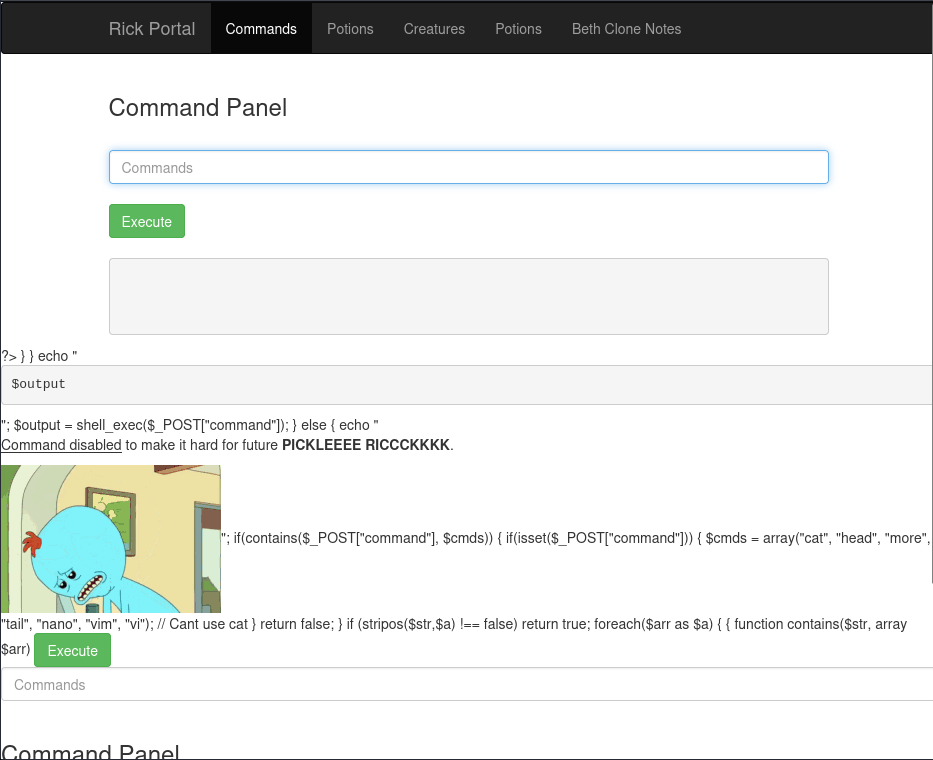 Rick Portal Commands Potions Creatures Potions Beth Clone Notes
Command Panel
Commands
Execute
?> } } echo "
$output
"; $output = shell_exec($_POST["command"]); } else { echo "
Command disabled to make it hard for future PICKLEEEE RICCCKKKK.
"; if(contains($_POST["command"], $cmds)) { if(isset($_POST["command"])) { $cmds = array("cat", "head", "more",
"tail", "nano", "vim", "vi"); // Cant use cat } return false; } if (stripos($str,$a) !== false) return true; foreach($arr as $a) { { function contains($str, array
$arr) Execute
Commands
Command Panel